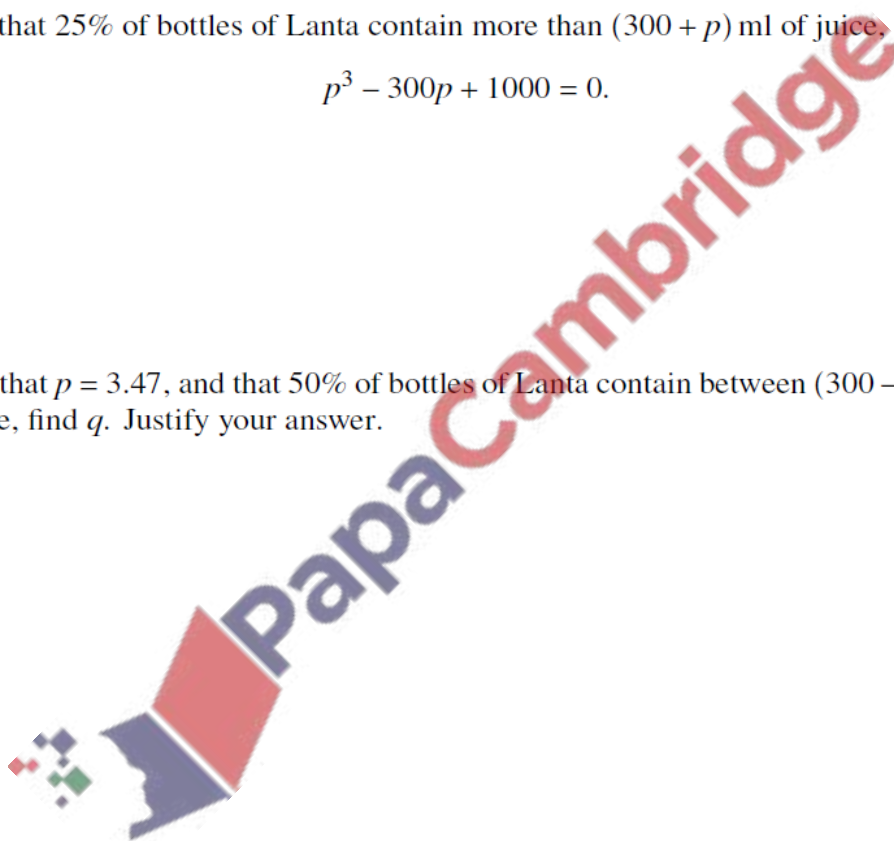 that 25% of bottles of Lanta contain more than (300 + p) ml of juice,
p³ – 300p + 1000 = 0.
that p = 3.47, and that 50% of bottles of Lanta contain between (300 –
e, find q. Justify your answer.
PapaCambridge